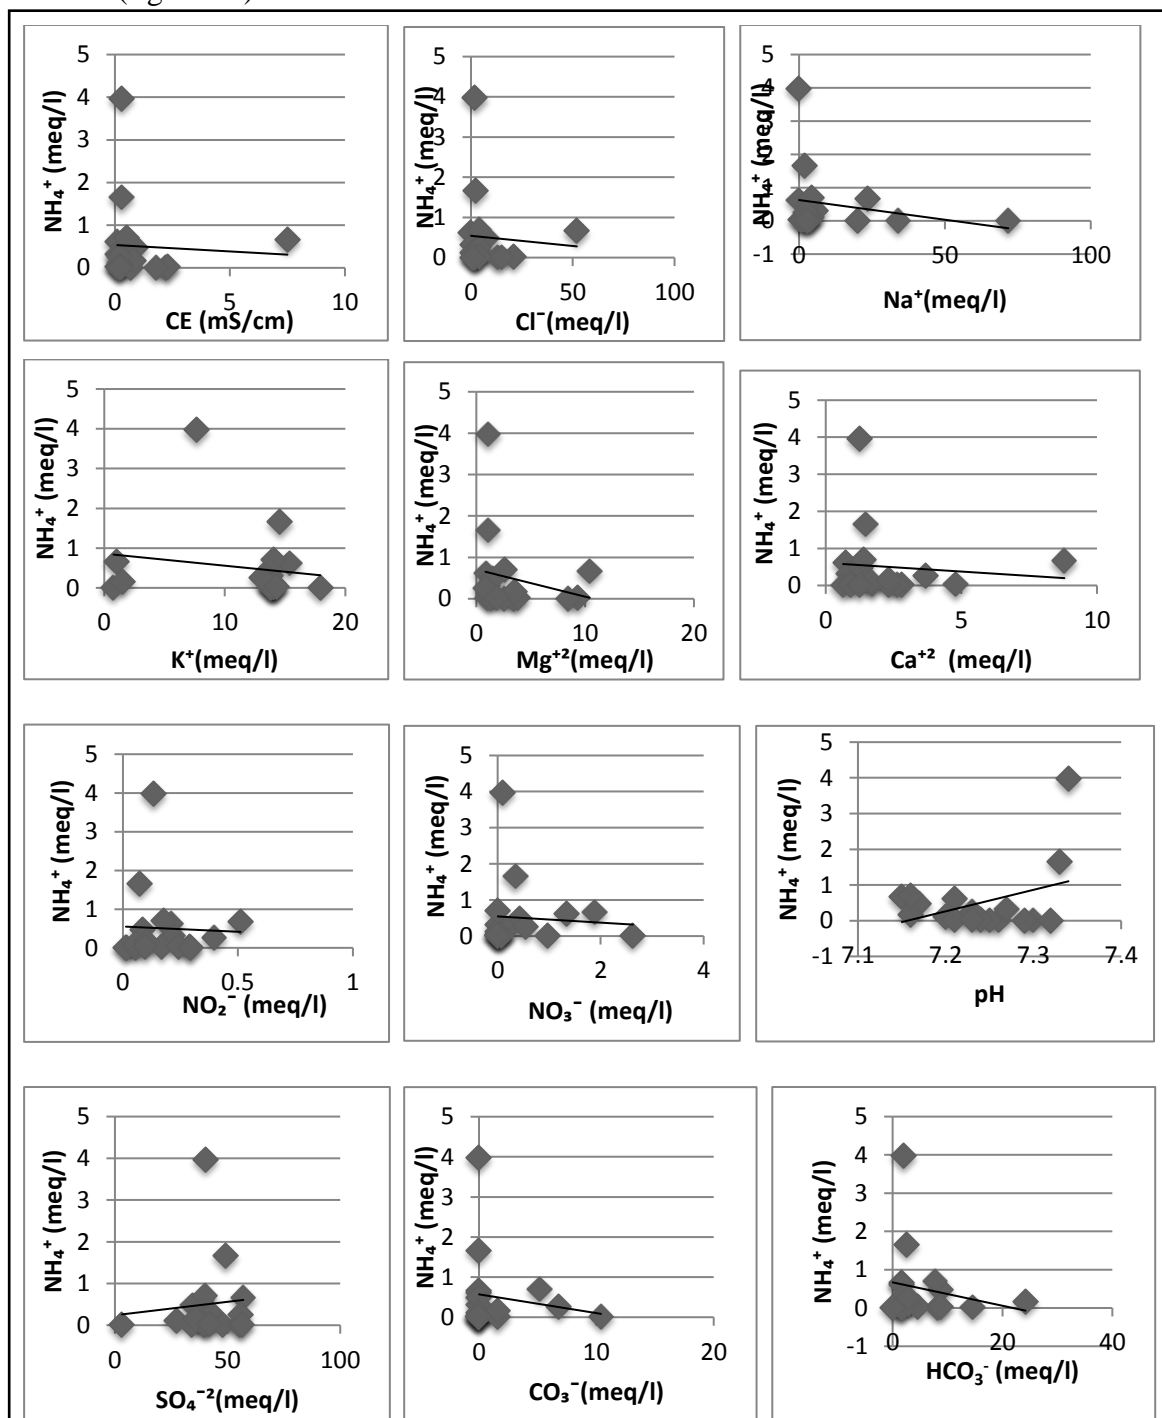 NH₄⁺ (meq/l)
5
4
3
2
1
0
0 5 10
CE (mS/cm)
NH₄⁺ (meq/l)
5
4
3
2
1
0
0 50 100
Cl⁻(meq/l)
NH₄⁺ (meq/l)
5
4
3
2
1
0
-1
0 50 100
Na⁺(meq/l)
NH₄⁺ (meq/l)
5
4
3
2
1
0
0 10 20
K⁺(meq/l)
NH₄⁺ (meq/l)
5
4
3
2
1
0
0 10 20
Mg⁺²(meq/l)
NH₄⁺ (meq/l)
5
4
3
2
1
0
0 5 10
Ca⁺² (meq/l)
NH₄⁺ (meq/l)
5
4
3
2
1
0
0 0.5 1
NO₂⁻ (meq/l)
NH₄⁺ (meq/l)
5
4
3
2
1
0
0 2 4
NO₃⁻ (meq/l)
NH₄⁺ (meq/l)
5
4
3
2
1
0
-1
7.1 7.2 7.3 7.4
pH
NH₄⁺ (meq/l)
5
4
3
2
1
0
0 50 100
SO₄⁻²(meq/l)
NH₄⁺ (meq/l)
5
4
3
2
1
0
0 10 20
CO₃⁻(meq/l)
NH₄⁺ (meq/l)
5
4
3
2
1
0
-1
0 20 40
HCO₃⁻ (meq/l)